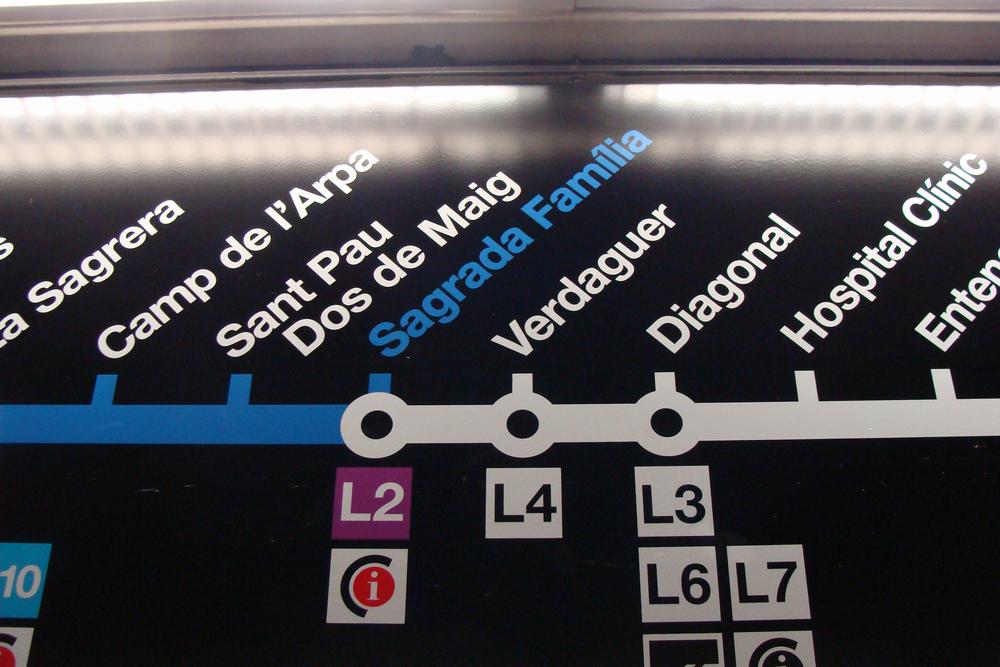 La Sagrera
Camp de l'Arpa
Sant Pau
Dos de Maig
Sagrada Família
Verdaguer
Diagonal
Hospital Clínic
L2
L4
L3
10
i
L6
L7